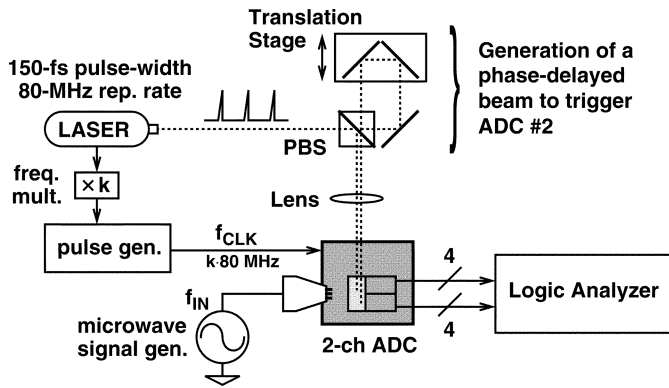 Translation
Stage
Generation of a
phase-delayed
beam to trigger
ADC #2
150-fs pulse-width
80-MHz rep. rate
LASER
PBS
freq.
mult.
×k
Lens
pulse gen.
fCLK
k·80 MHz
fIN
microwave
signal gen.
2-ch ADC
4
4
Logic Analyzer